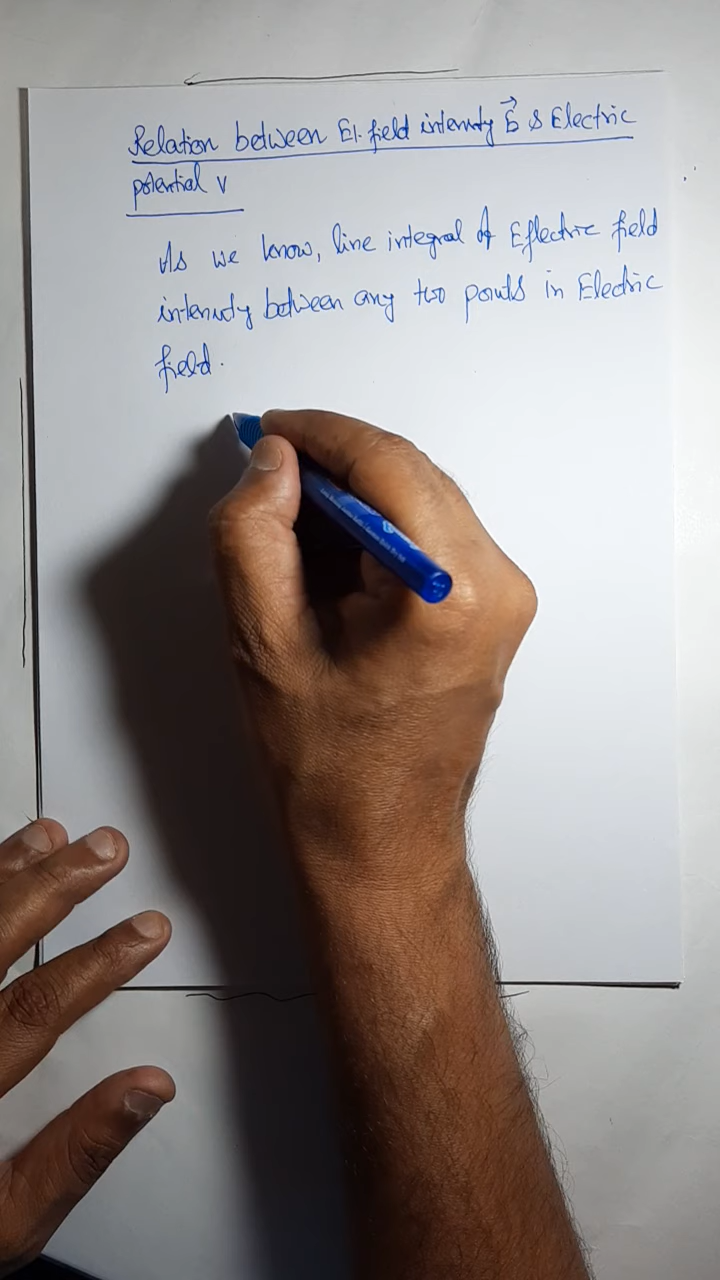 Relation between El. field intensity E⃗ & Electric
potential V
As we know, line integral of Eflectric field
intensity between any two points in Electric
field.